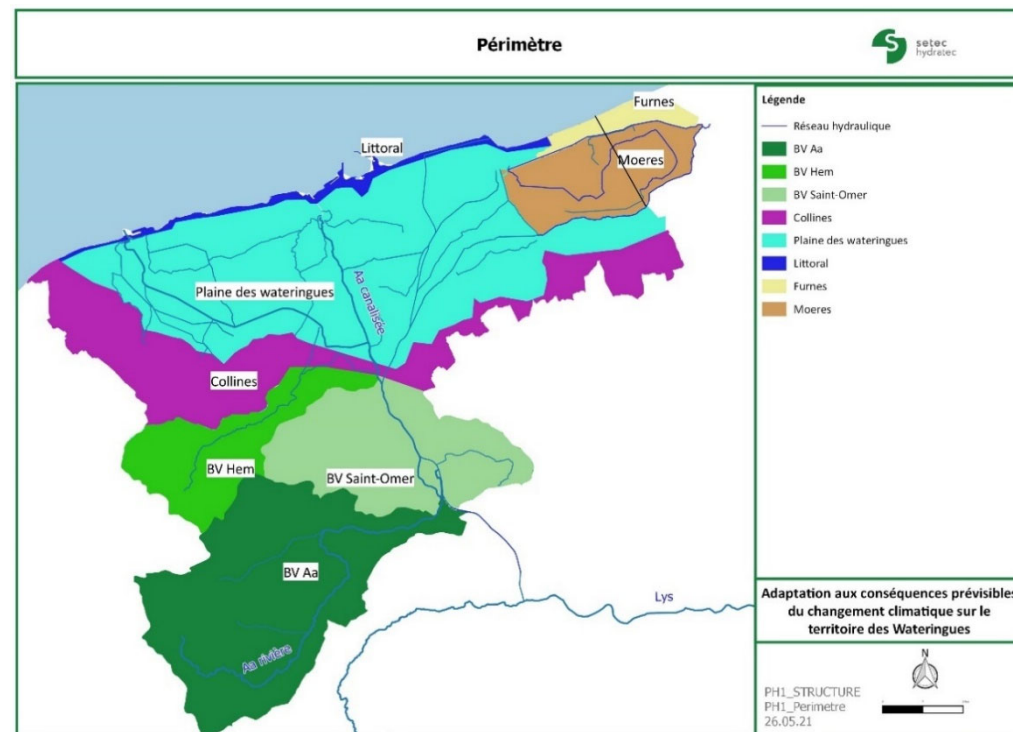 Périmètre
setec
hydratec
Furnes
Littoral
Moeres
Plaine des wateringues
Aa canalisée
Collines
BV Hem
BV Saint-Omer
BV Aa
Aa rivière
Lys
Légende
Réseau hydraulique
BV Aa
BV Hem
BV Saint-Omer
Collines
Plaine des wateringues
Littoral
Furnes
Moeres
Adaptation aux conséquences prévisibles
du changement climatique sur le
territoire des Wateringues
N
PH1_STRUCTURE
PH1_Perimetre
26.05.21